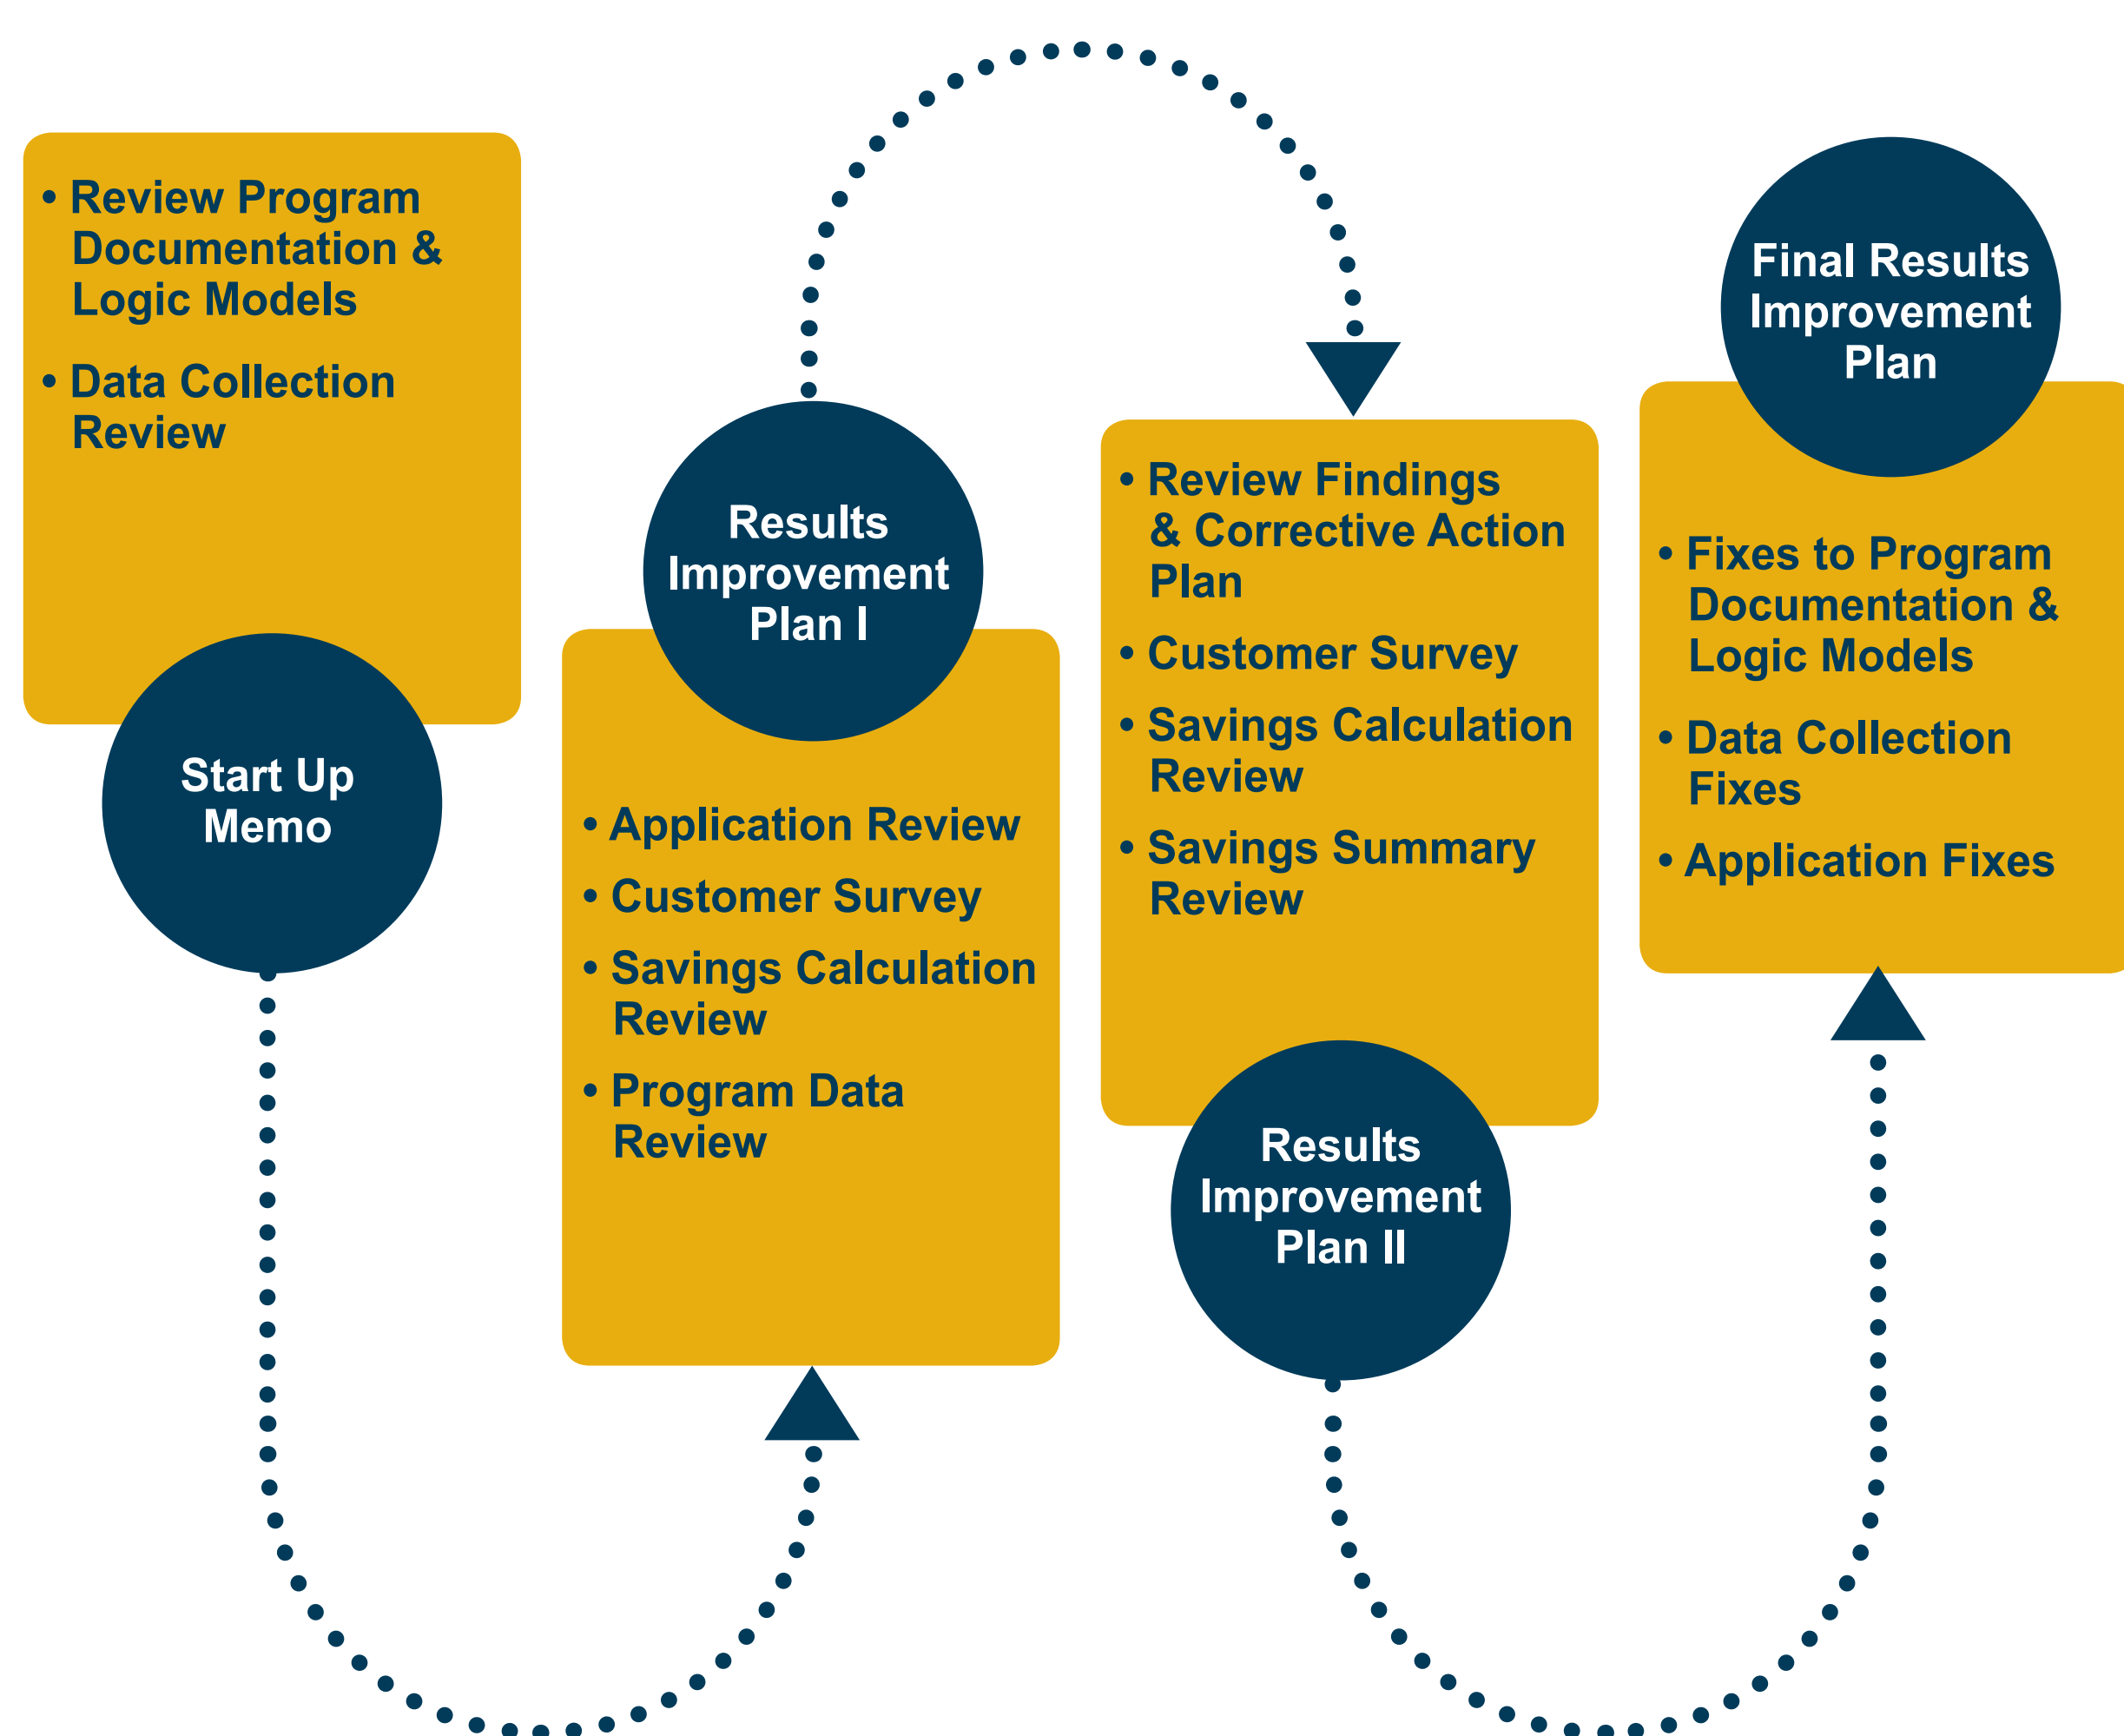 • Review Program
Documentation &
Logic Models
• Data Collection
Review
Start Up
Memo
Results
Improvement
Plan I
• Application Review
• Customer Survey
• Savings Calculation
Review
• Program Data
Review
• Review Findings
& Corrective Action
Plan
• Customer Survey
• Savings Calculation
Review
• Savings Summary
Review
Results
Improvement
Plan II
Final Results
Improvement
Plan
• Fixes to Program
Documentation &
Logic Models
• Data Collection
Fixes
• Application Fixes